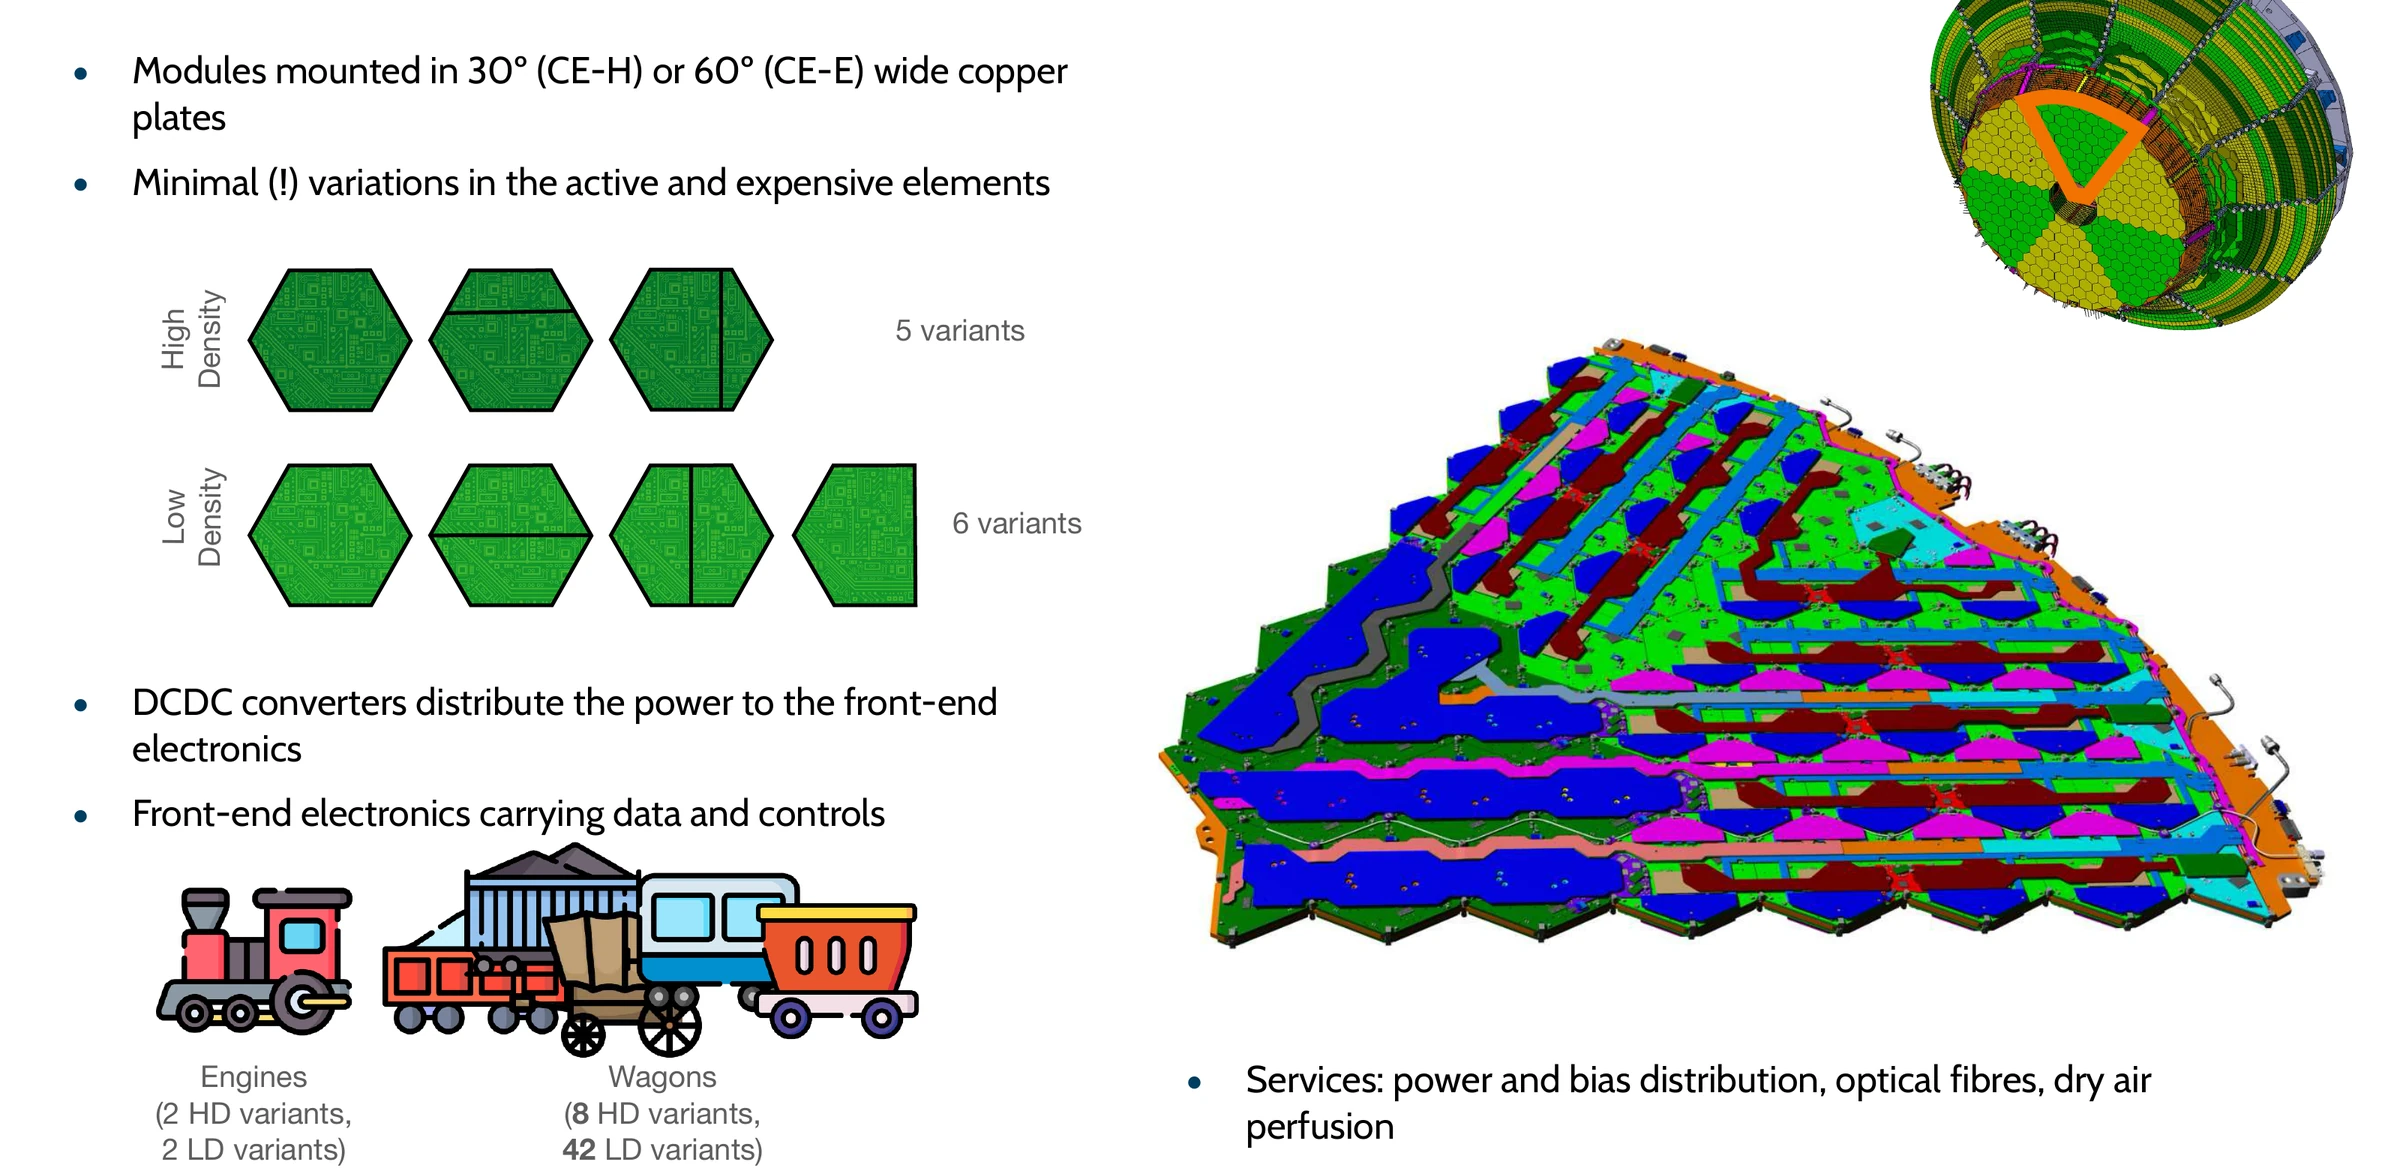 Modules mounted in 30° (CE-H) or 60° (CE-E) wide copper
plates
Minimal (!) variations in the active and expensive elements
High
Density
5 variants
Low
Density
6 variants
DCDC converters distribute the power to the front-end
electronics
Front-end electronics carrying data and controls
Engines
(2 HD variants,
2 LD variants)
Wagons
(8 HD variants,
42 LD variants)
Services: power and bias distribution, optical fibres, dry air
perfusion